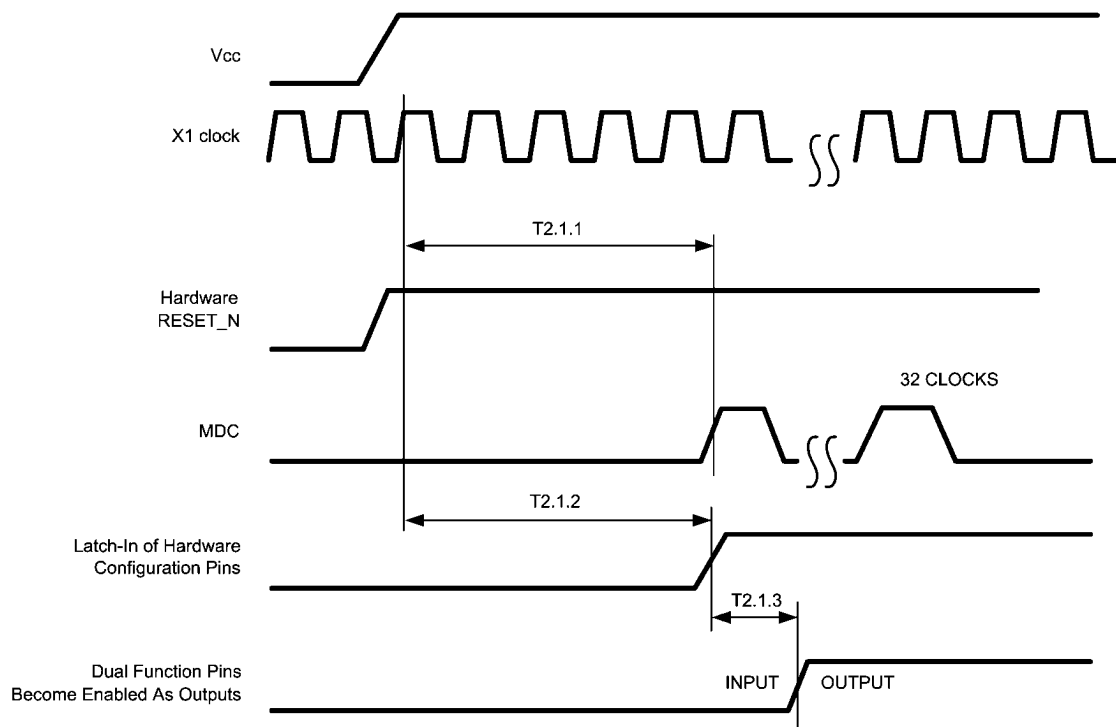 Vcc
X1 clock
T2.1.1
Hardware
RESET_N
32 CLOCKS
MDC
T2.1.2
Latch-In of Hardware
Configuration Pins
T2.1.3
Dual Function Pins
Become Enabled As Outputs
INPUT
OUTPUT